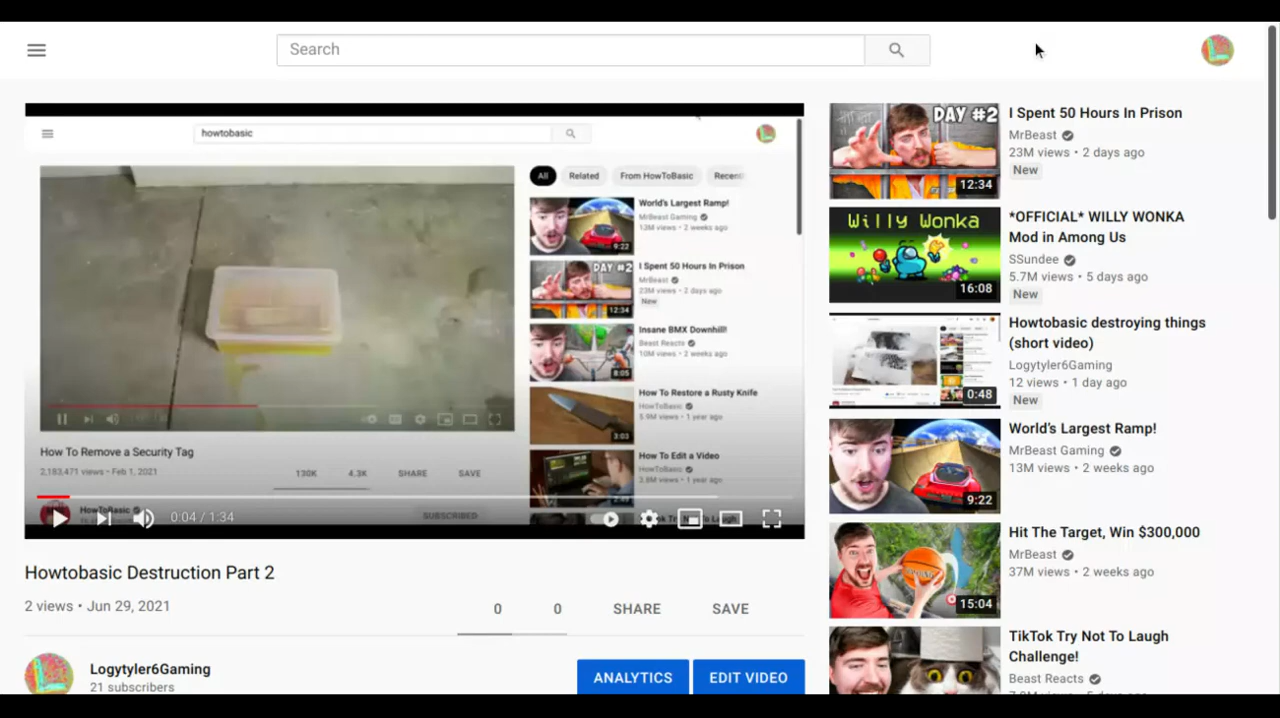 Search
howtobasic
All
Related
From HowToBasic
World's Largest Ramp!
MrBeast Gaming
13M views • 2 weeks ago
9:22
DAY #2
I Spent 50 Hours In Prison
MrBeast
23M views • 2 days ago
New
12:34
Insane BMX Downhill!
Beast Reacts
10M views • 2 weeks ago
8:05
How To Restore a Rusty Knife
HowToBasic
5.9M views • 1 year ago
3:03
How To Edit a Video
HowToBasic
3.8M views • 1 year ago
How To Remove a Security Tag
2,183,471 views • Feb 1, 2021
130K
4.3K
SHARE
SAVE
HowToBasic
SUBSCRIBED
0:04 / 1:34
Howtobasic Destruction Part 2
2 views • Jun 29, 2021
0
0
SHARE
SAVE
Logytyler6Gaming
21 subscribers
ANALYTICS
EDIT VIDEO
DAY #2
12:34
I Spent 50 Hours In Prison
MrBeast
23M views • 2 days ago
New
Willy Wonka
16:08
*OFFICIAL* WILLY WONKA
Mod in Among Us
SSundee
5.7M views • 5 days ago
New
0:48
Howtobasic destroying things
(short video)
Logytyler6Gaming
12 views • 1 day ago
New
9:22
World's Largest Ramp!
MrBeast Gaming
13M views • 2 weeks ago
15:04
Hit The Target, Win $300,000
MrBeast
37M views • 2 weeks ago
TikTok Try Not To Laugh
Challenge!
Beast Reacts